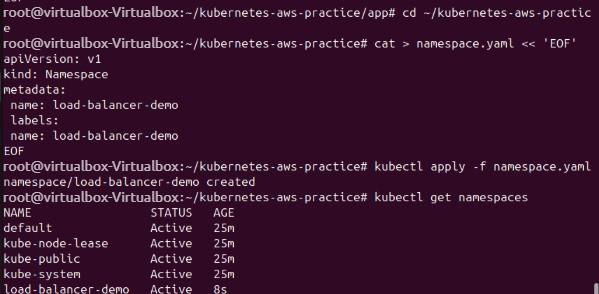 EOF
root@virtualbox-Virtualbox:~/kubernetes-aws-practice/app# cd ~/kubernetes-aws-practic
e
root@virtualbox-Virtualbox:~/kubernetes-aws-practice# cat > namespace.yaml << 'EOF'
apiVersion: v1
kind: Namespace
metadata:
 name: load-balancer-demo
 labels:
 name: load-balancer-demo
EOF
root@virtualbox-Virtualbox:~/kubernetes-aws-practice# kubectl apply -f namespace.yaml
namespace/load-balancer-demo created
root@virtualbox-Virtualbox:~/kubernetes-aws-practice# kubectl get namespaces
NAME                 STATUS   AGE
default              Active   25m
kube-node-lease      Active   25m
kube-public          Active   25m
kube-system          Active   25m
load-balancer-demo   Active   8s